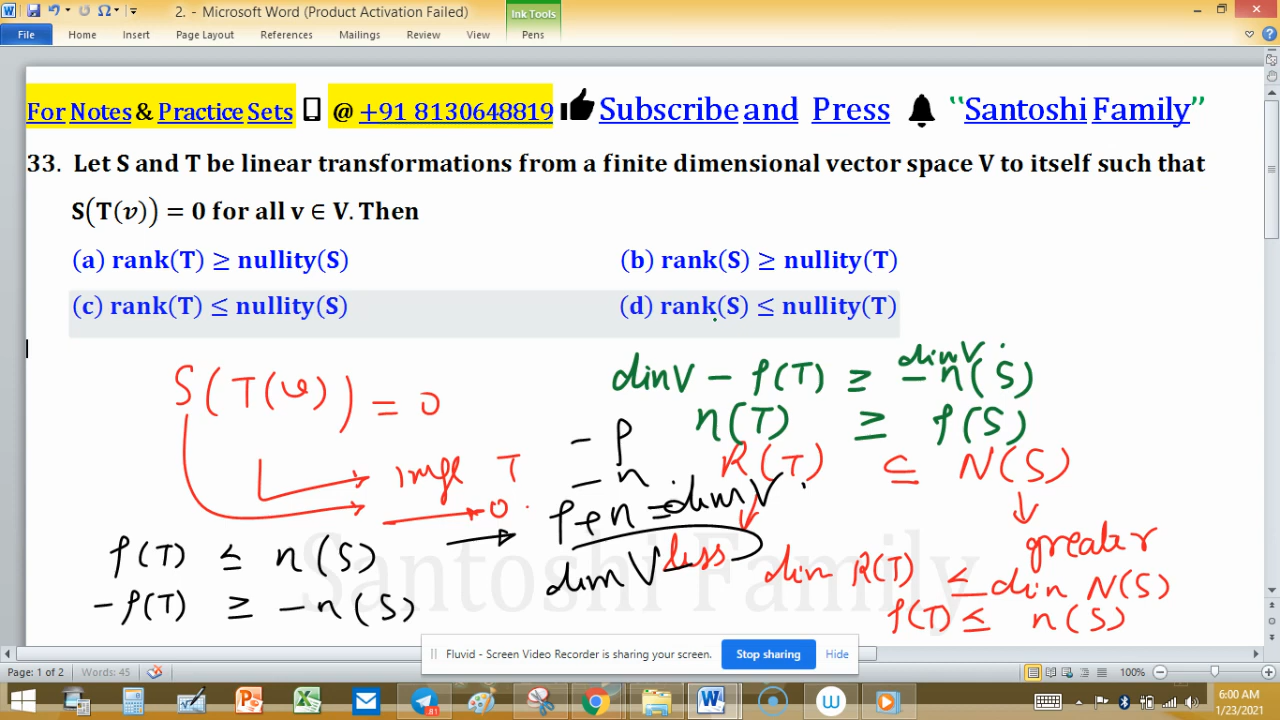 2. - Microsoft Word (Product Activation Failed)
Ink Tools
File Home Insert Page Layout References Mailings Review View Pens
For Notes & Practice Sets @ +91 8130648819 Subscribe and Press "Santoshi Family"
33. Let S and T be linear transformations from a finite dimensional vector space V to itself such that
S(T(v)) = 0 for all v ∈ V. Then
(a) rank(T) ≥ nullity(S) (b) rank(S) ≥ nullity(T)
(c) rank(T) ≤ nullity(S) (d) rank(S) ≤ nullity(T)
S(T(v)) = 0
imge T
0
ρ(T) ≤ n(S)
-ρ(T) ≥ -n(S)
dimV - ρ(T) ≥ dimV - n(S)
n(T) ≥ ρ(S)
- ρ
- n
ρ + n = dim V
dim V
R(T) ⊆ N(S)
less
greater
dim R(T) ≤ dim N(S)
ρ(T) ≤ n(S)
Santoshi Family
Fluvid - Screen Video Recorder is sharing your screen. Stop sharing Hide
Page: 1 of 2 Words: 45 100%
81
6:00 AM
1/23/2021